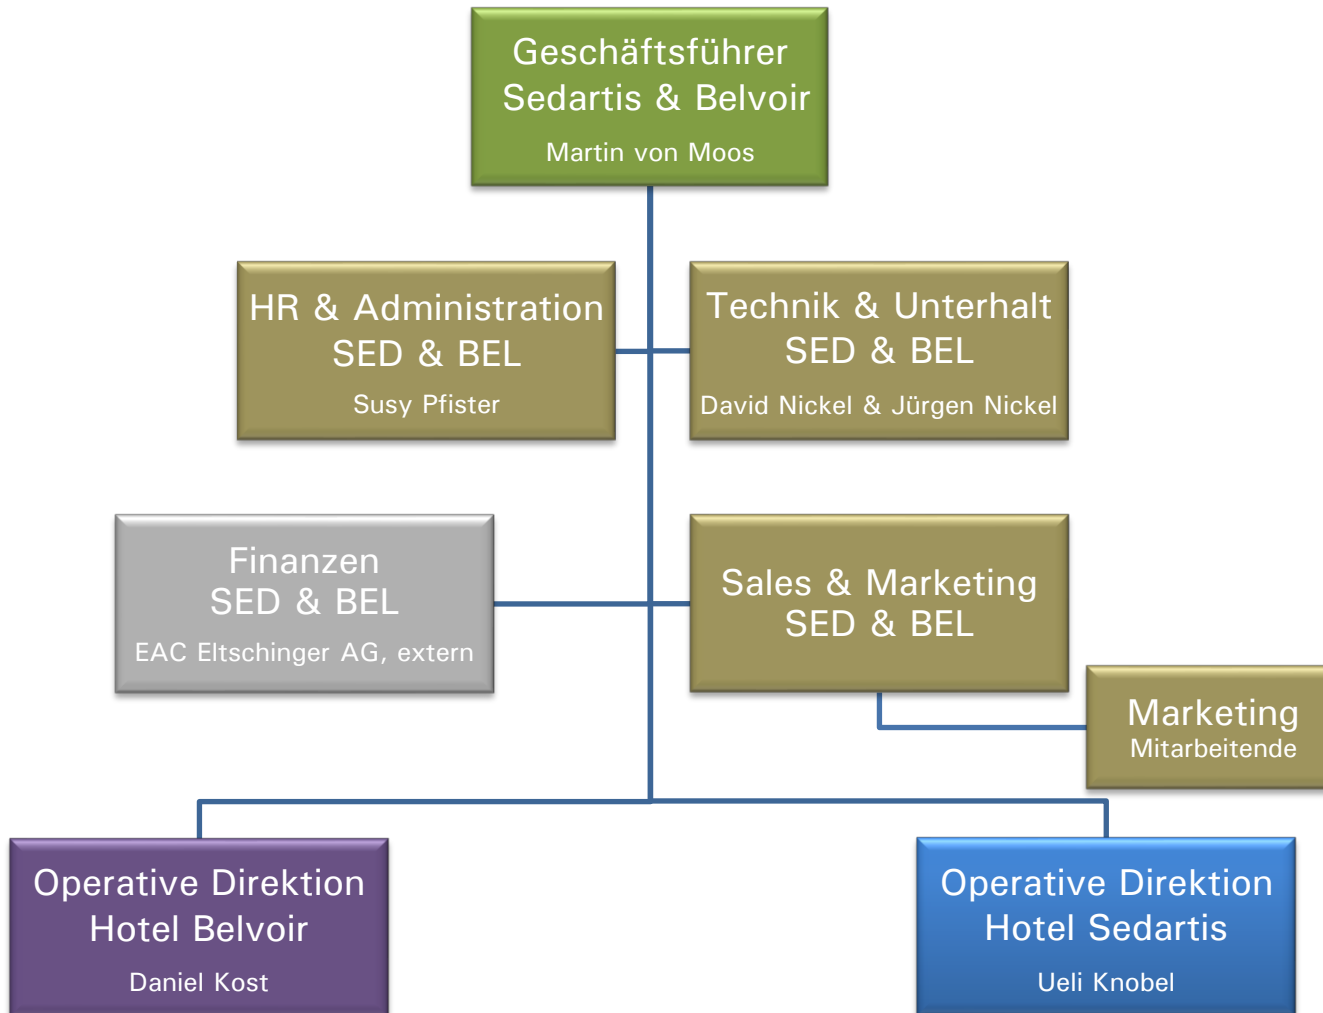 Geschäftsführer
Sedartis & Belvoir
Martin von Moos
HR & Administration
SED & BEL
Susy Pfister
Technik & Unterhalt
SED & BEL
David Nickel & Jürgen Nickel
Finanzen
SED & BEL
EAC Eltschinger AG, extern
Sales & Marketing
SED & BEL
Marketing
Mitarbeitende
Operative Direktion
Hotel Belvoir
Daniel Kost
Operative Direktion
Hotel Sedartis
Ueli Knobel